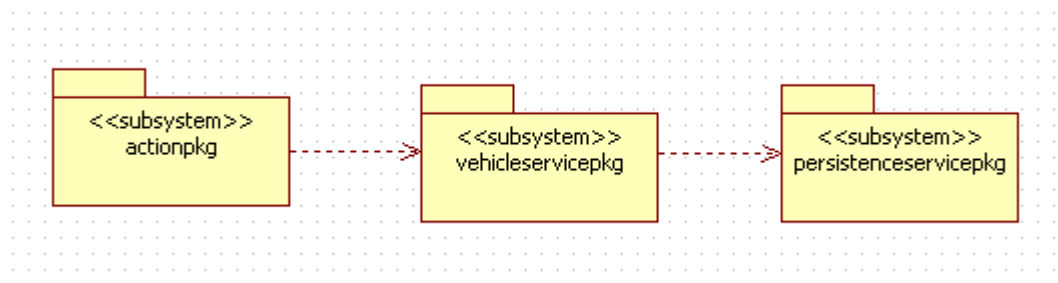 <<subsystem>>
actionpkg
<<subsystem>>
vehicleservicepkg
<<subsystem>>
persistenceservicepkg